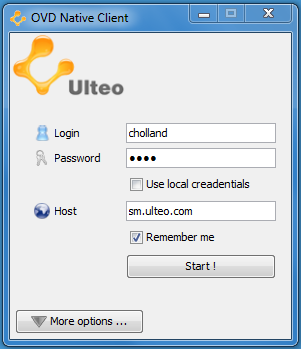 OVD Native Client
Ulteo
Login cholland
Password ••••
Use local creadentials
Host sm.ulteo.com
Remember me
Start !
More options ...